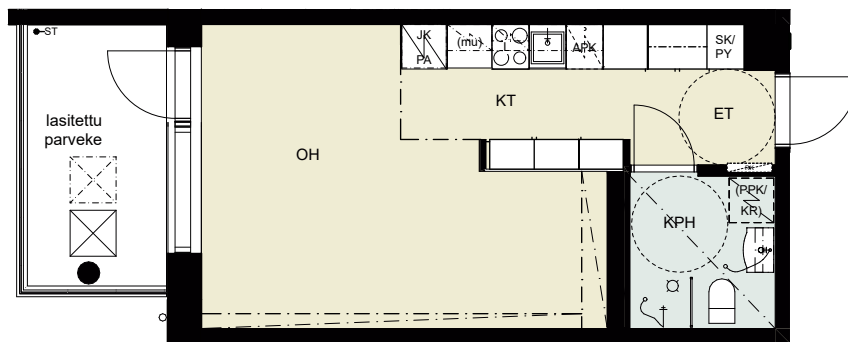 ST
JK
PA
(mu)
APK
SK/
PY
KT
ET
lasitettu
parveke
OH
(PPK/
KR)
KPH